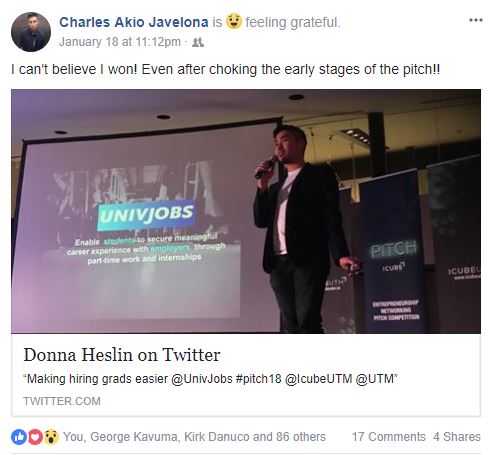 Charles Akio Javelona is feeling grateful.
January 18 at 11:12pm ·
I can't believe I won! Even after choking the early stages of the pitch!!
UNIVJOBS
Enable students to secure meaningful
career experience with employers through
part-time work and internships
PITCH
ICUBE
ENTREPRENEURSHIP
NETWORKING
PITCH COMPETITION
Donna Heslin on Twitter
“Making hiring grads easier @UnivJobs #pitch18 @IcubeUTM @UTM”
TWITTER.COM
You, George Kavuma, Kirk Danuco and 86 others 17 Comments 4 Shares